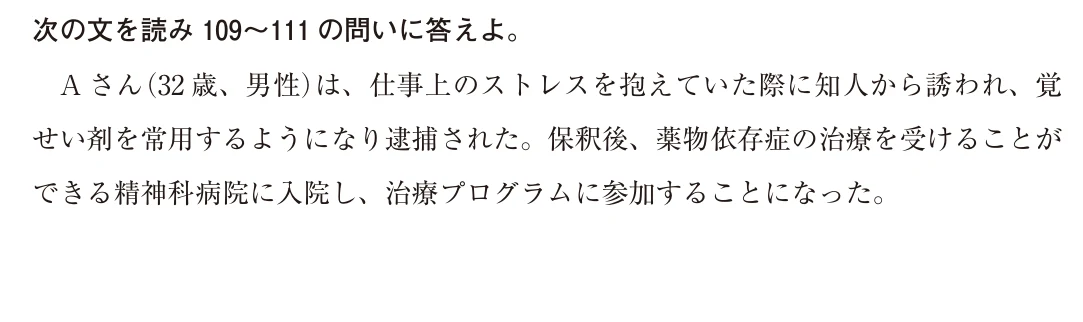 次の文を読み 109〜111 の問いに答えよ。
A さん(32 歳、男性)は、仕事上のストレスを抱えていた際に知人から誘われ、覚
せい剤を常用するようになり逮捕された。保釈後、薬物依存症の治療を受けることが
できる精神科病院に入院し、治療プログラムに参加することになった。